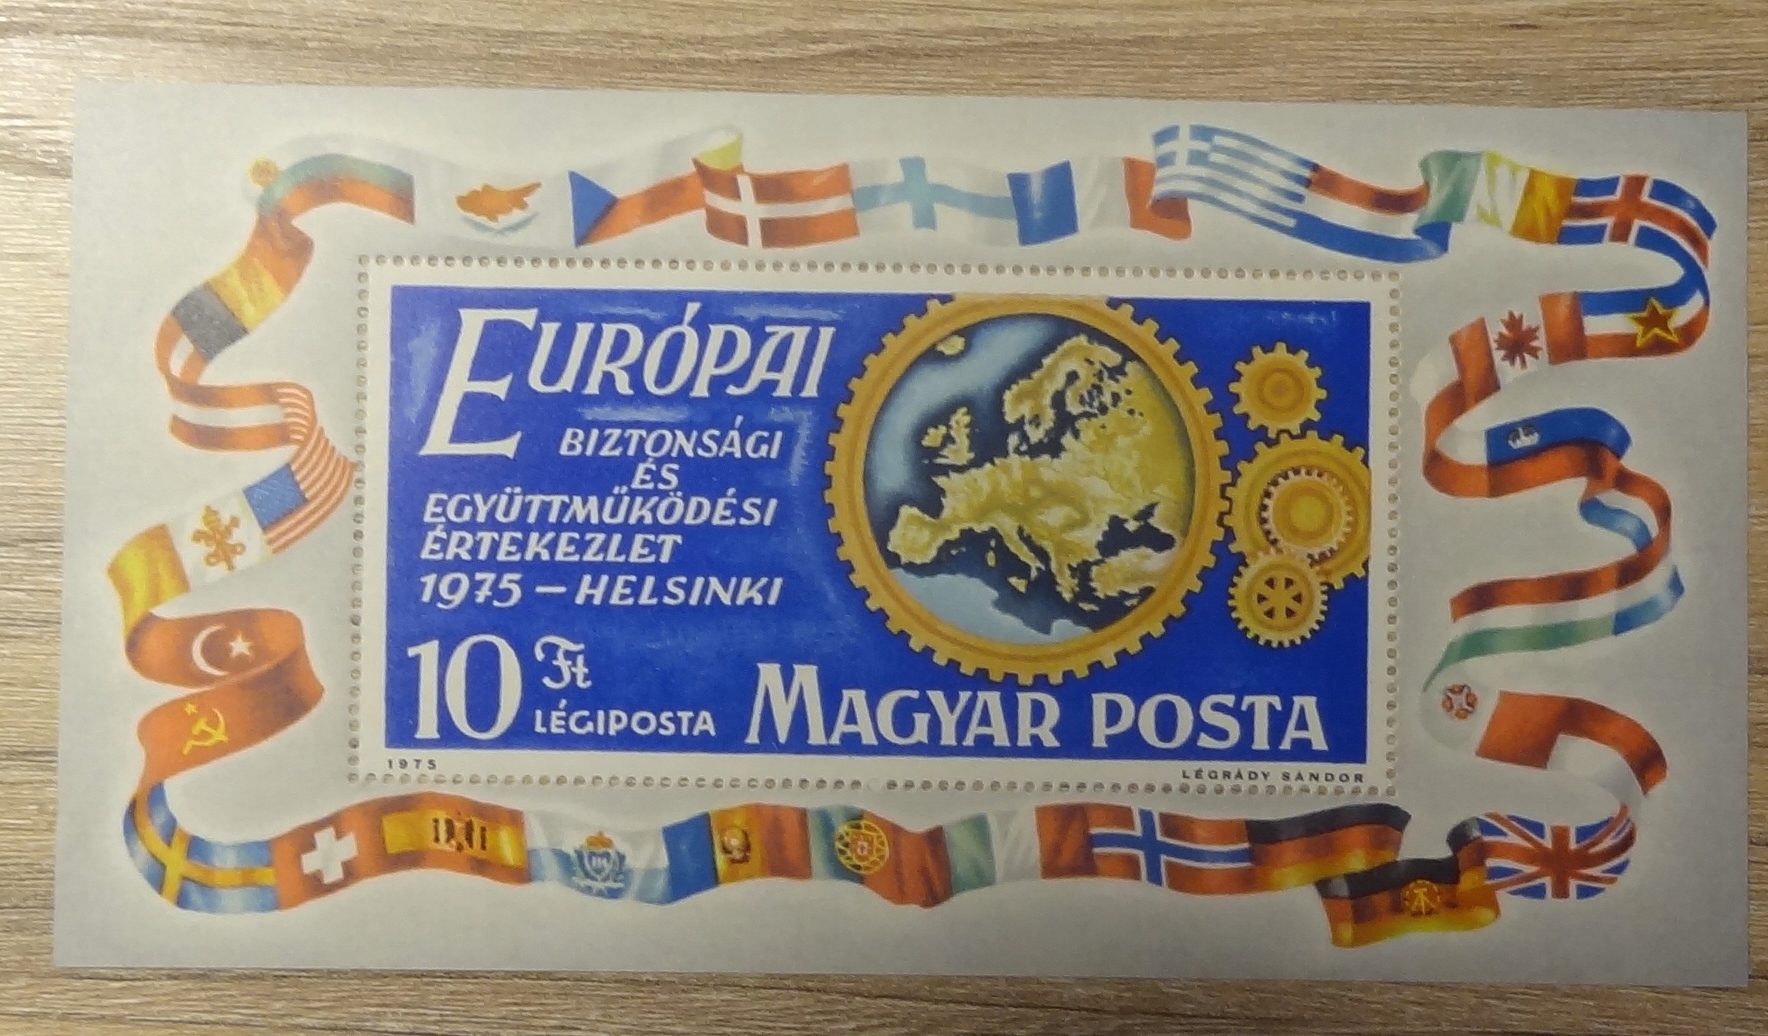 EURÓPAI
BIZTONSÁGI
ÉS
EGYÜTTMŰKÖDÉSI
ÉRTEKEZLET
1975 – HELSINKI
10 Ft
LÉGIPOSTA
MAGYAR POSTA
1975
LÉGRÁDY SÁNDOR